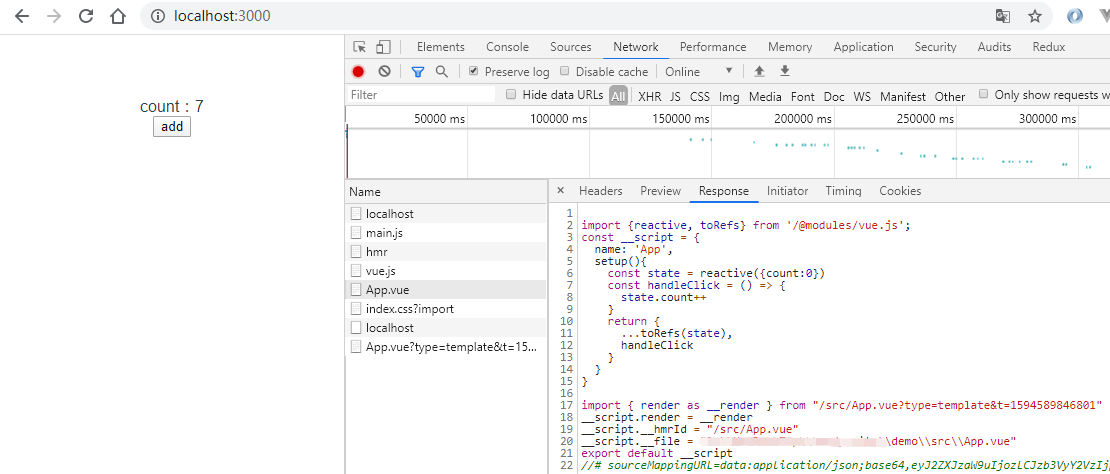 localhost:3000
Elements Console Sources Network Performance Memory Application Security Audits Redux
Preserve log Disable cache Online
Filter Hide data URLs All XHR JS CSS Img Media Font Doc WS Manifest Other Only show requests w
50000 ms 100000 ms 150000 ms 200000 ms 250000 ms 300000 ms
count : 7
add
Name
localhost
main.js
hmr
vue.js
App.vue
index.css?import
localhost
App.vue?type=template&t=15...
× Headers Preview Response Initiator Timing Cookies
1
2 import {reactive, toRefs} from '/@modules/vue.js';
3 const __script = {
4 name: 'App',
5 setup(){
6 const state = reactive({count:0})
7 const handleClick = () => {
8 state.count++
9 }
10 return {
11 ...toRefs(state),
12 handleClick
13 }
14 }
15 }
16
17 import { render as __render } from "/src/App.vue?type=template&t=1594589846801"
18 __script.render = __render
19 __script.__hmrId = "/src/App.vue"
20 __script.__file = \\demo\\src\\App.vue"
21 export default __script
22 //# sourceMappingURL=data:application/json;base64,eyJ2ZXJzaW9uIjozLCJzb3VyY2VzIj